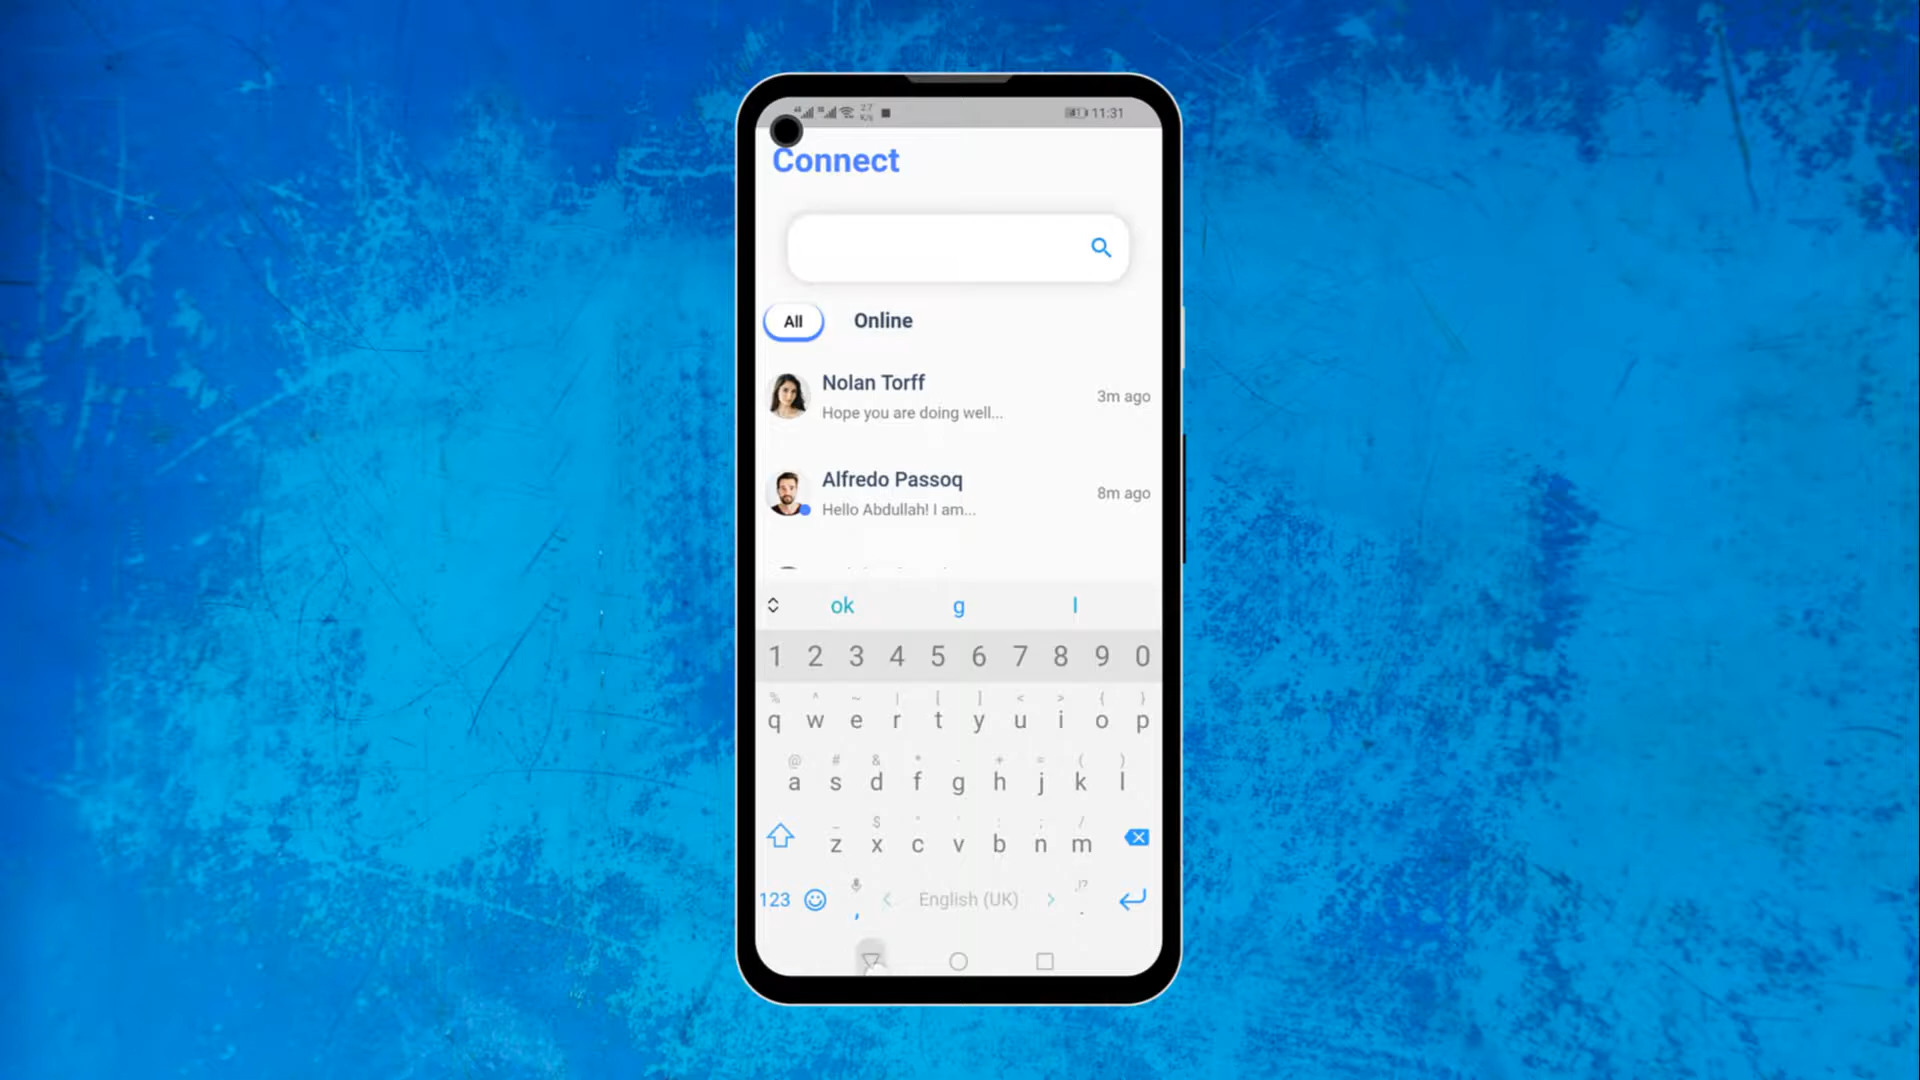 27
K/s
11:31
Connect
All
Online
Nolan Torff
Hope you are doing well...
3m ago
Alfredo Passoq
Hello Abdullah! I am...
8m ago
ok
g
1 2 3 4 5 6 7 8 9 0
% ^ ~ | [ ] < > { }
q w e r t y u i o p
@ # & * - + = ( )
a s d f g h j k l
_ $ " ' : ; /
z x c v b n m
,!?
123 , < English (UK) > .